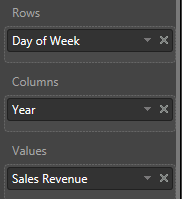 Rows
Day of Week
Columns
Year
Values
Sales Revenue